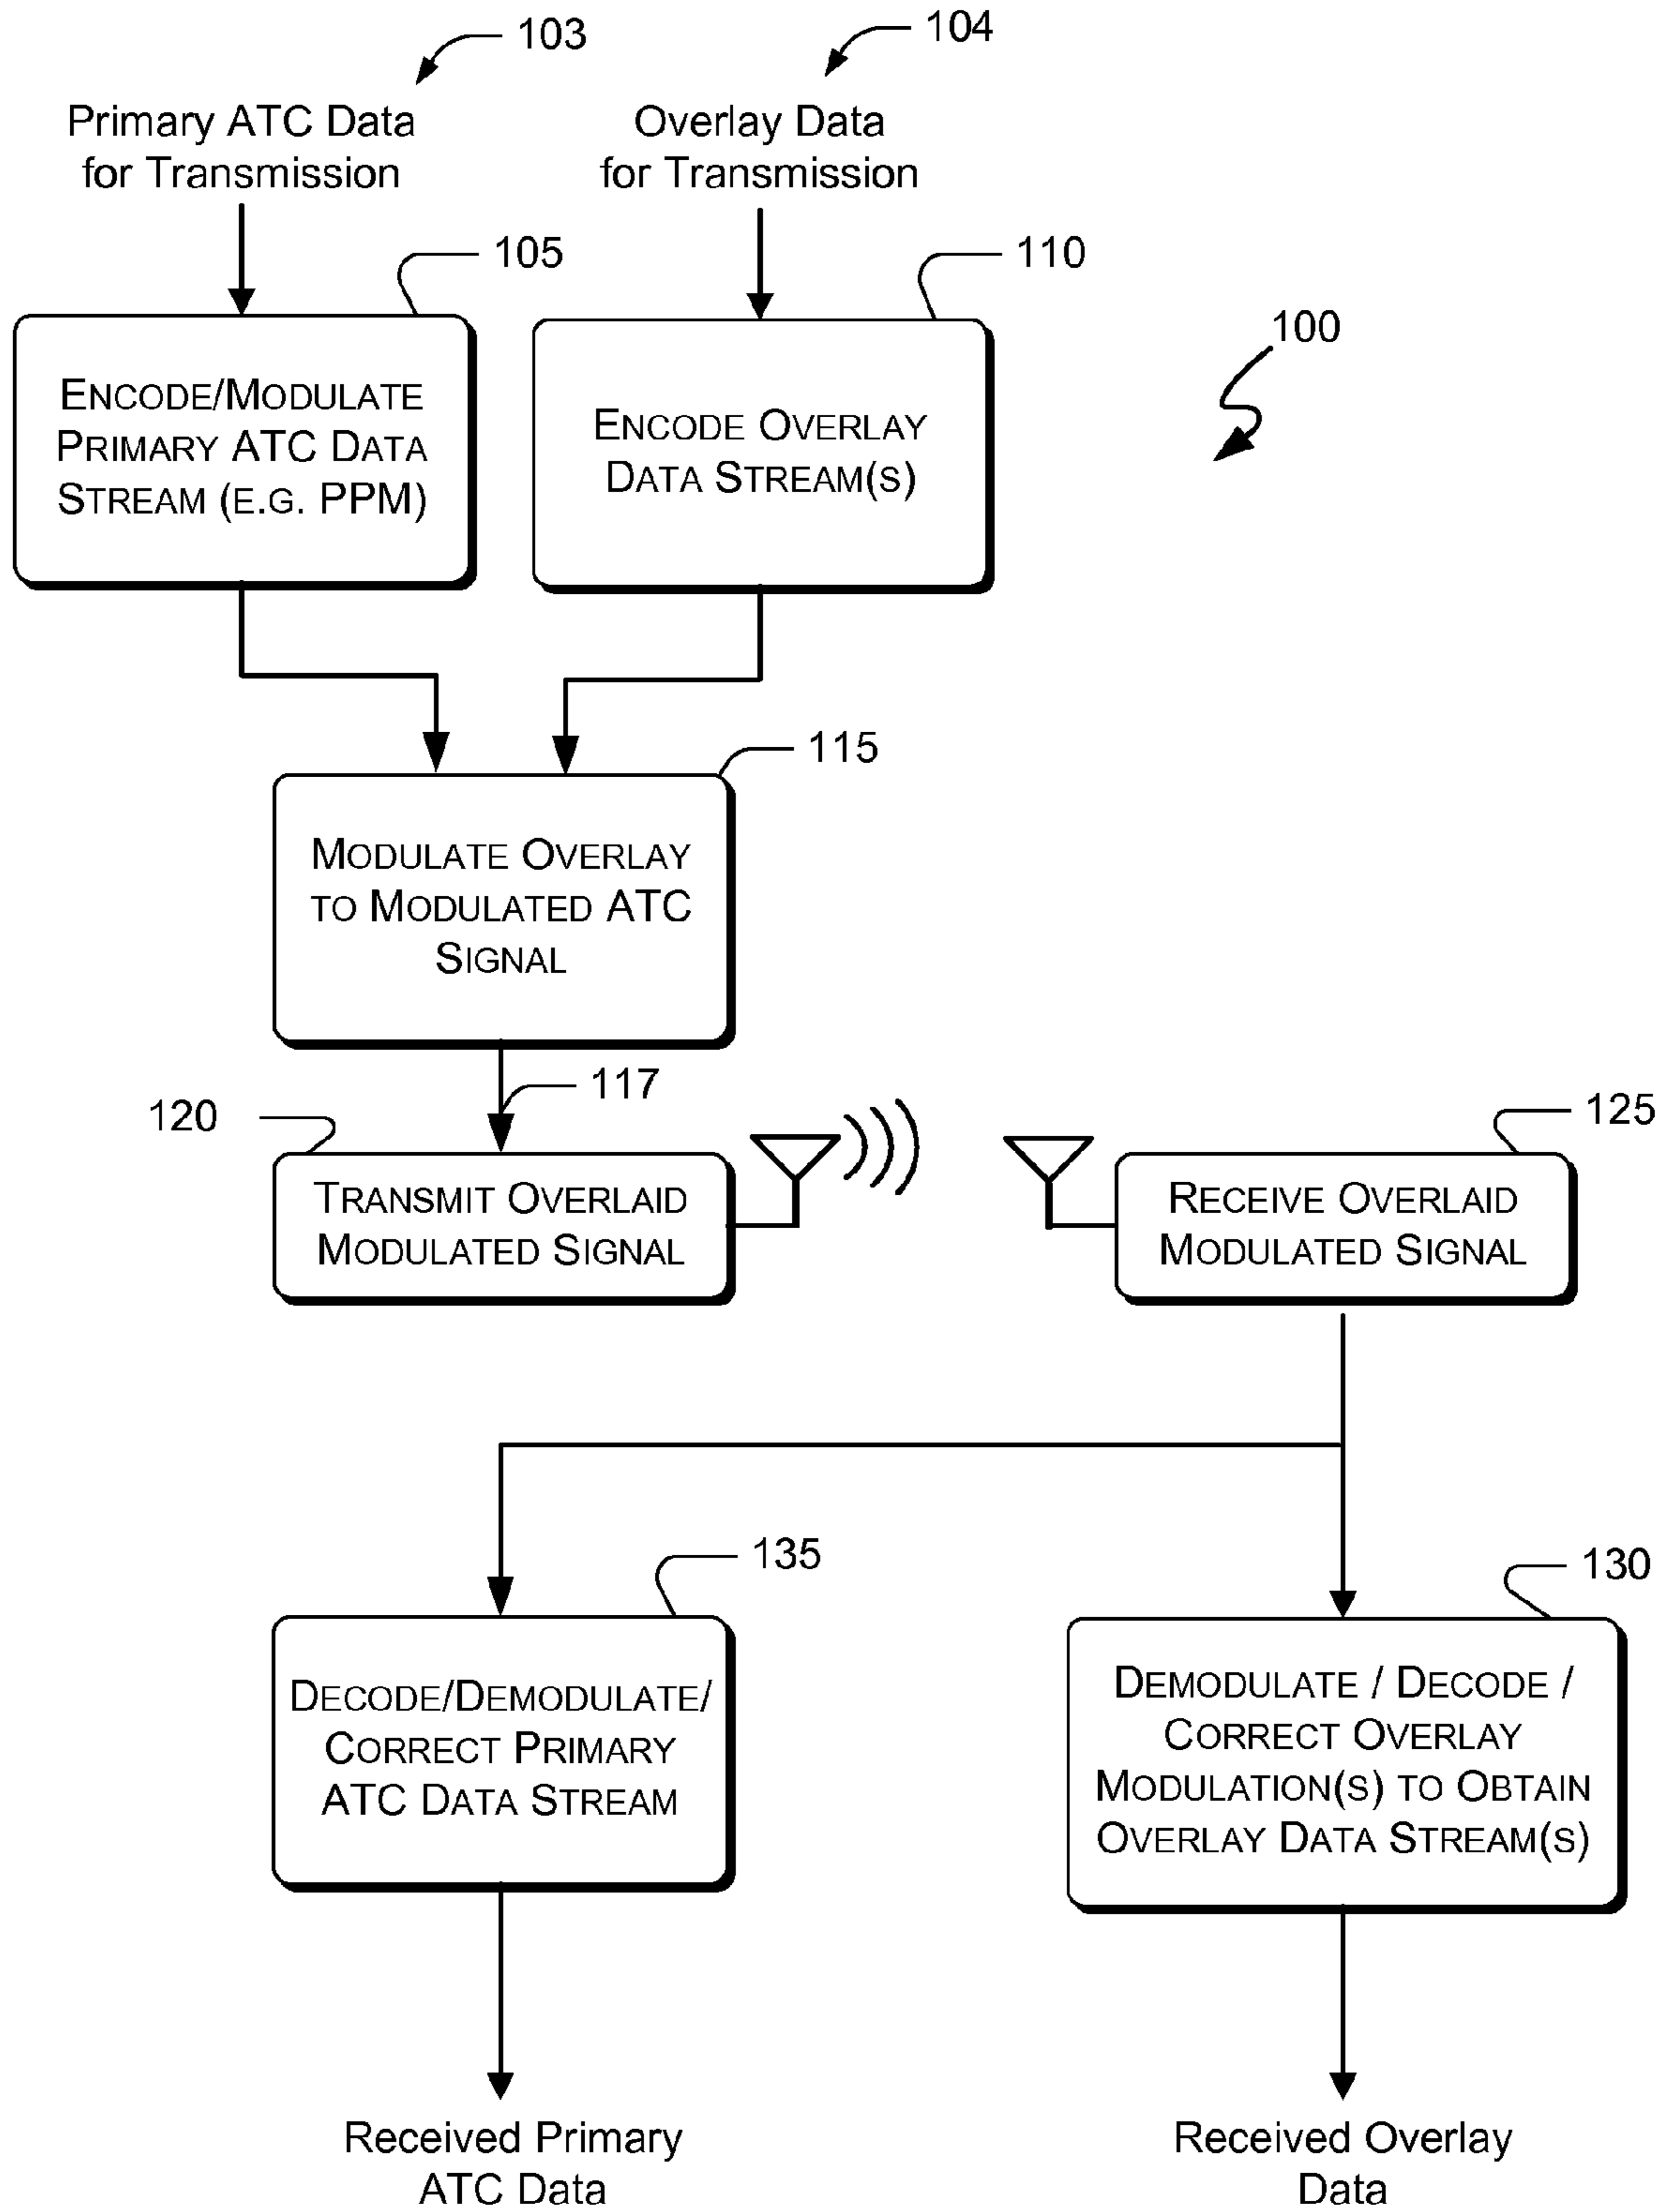 103
104
Primary ATC Data
for Transmission
Overlay Data
for Transmission
105
110
100
ENCODE/MODULATE
PRIMARY ATC DATA
STREAM (E.G. PPM)
ENCODE OVERLAY
DATA STREAM(S)
115
MODULATE OVERLAY
TO MODULATED ATC
SIGNAL
117
120
125
TRANSMIT OVERLAID
MODULATED SIGNAL
RECEIVE OVERLAID
MODULATED SIGNAL
135
130
DECODE/DEMODULATE/
CORRECT PRIMARY
ATC DATA STREAM
DEMODULATE / DECODE /
CORRECT OVERLAY
MODULATION(S) TO OBTAIN
OVERLAY DATA STREAM(S)
Received Primary
ATC Data
Received Overlay
Data